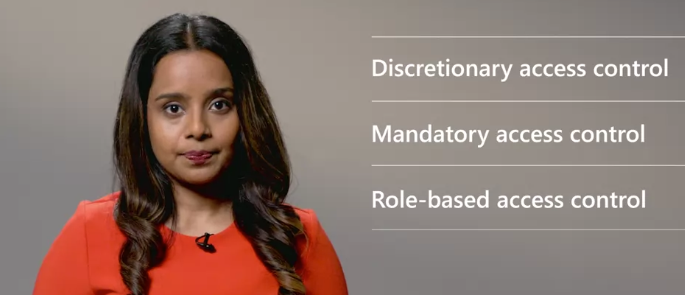 Discretionary access control
Mandatory access control
Role-based access control